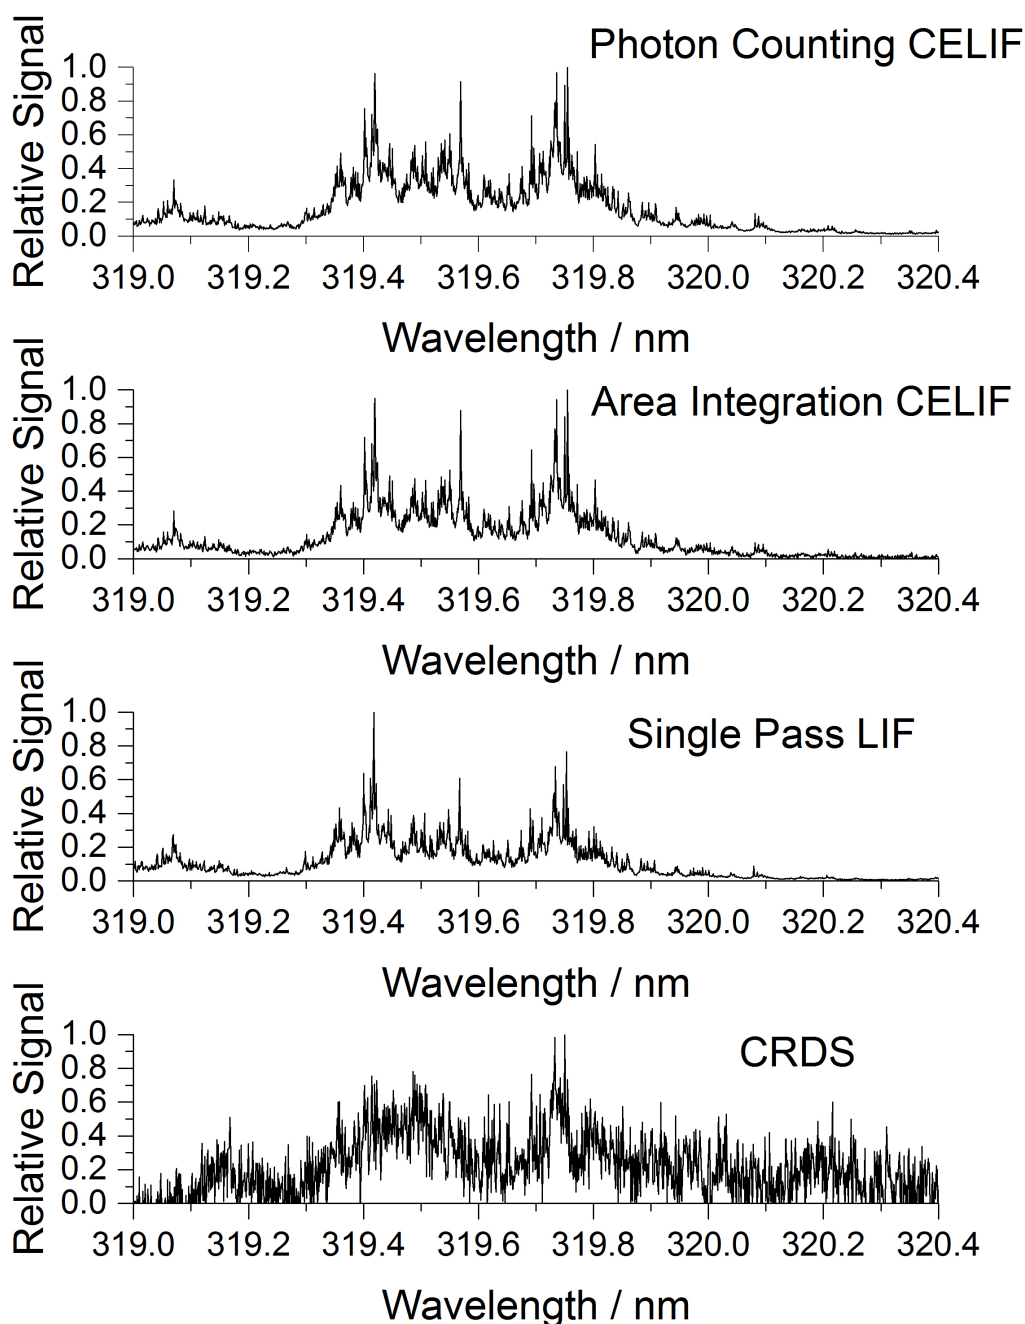 Photon Counting CELIF
Relative Signal
1.0
0.8
0.6
0.4
0.2
0.0
319.0 319.2 319.4 319.6 319.8 320.0 320.2 320.4
Wavelength / nm
Area Integration CELIF
Relative Signal
1.0
0.8
0.6
0.4
0.2
0.0
319.0 319.2 319.4 319.6 319.8 320.0 320.2 320.4
Wavelength / nm
Single Pass LIF
Relative Signal
1.0
0.8
0.6
0.4
0.2
0.0
319.0 319.2 319.4 319.6 319.8 320.0 320.2 320.4
Wavelength / nm
CRDS
Relative Signal
1.0
0.8
0.6
0.4
0.2
0.0
319.0 319.2 319.4 319.6 319.8 320.0 320.2 320.4
Wavelength / nm